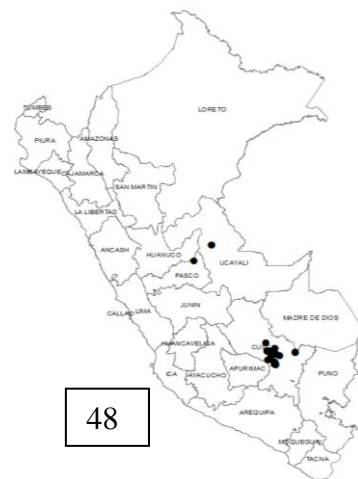 LORETO
TUMBES
PIURA
AMAZONAS
LAMBAYEQUE
CAJAMARCA
SAN MARTIN
LA LIBERTAD
ANCASH
HUANUCO
UCAYALI
PASCO
JUNIN
CALLAO
LIMA
MADRE DE DIOS
HUANCAVELICA
ICA
AYACUCHO
APURIMAC
PUNO
AREQUIPA
MOQUEGUA
TACNA
48